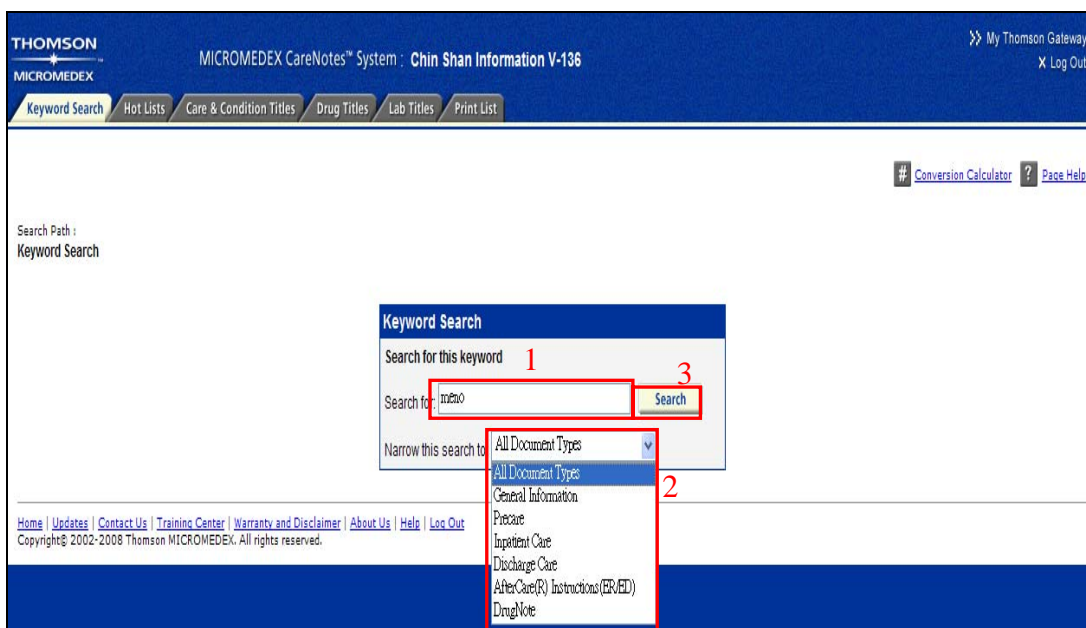 THOMSON
MICROMEDEX
MICROMEDEX CareNotes™ System : Chin Shan Information V-136
>> My Thomson Gateway
X Log Out
Keyword Search Hot Lists Care & Condition Titles Drug Titles Lab Titles Print List
# Conversion Calculator ? Page Help
Search Path :
Keyword Search
Keyword Search
Search for this keyword 1
3
Search for: meno Search
Narrow this search to All Document Types
All Document Types
2
General Information
Precare
Inpatient Care
Discharge Care
AfterCare(R) Instructions(ER/ED)
DrugNote
Home | Updates | Contact Us | Training Center | Warranty and Disclaimer | About Us | Help | Log Out
Copyright© 2002-2008 Thomson MICROMEDEX. All rights reserved.